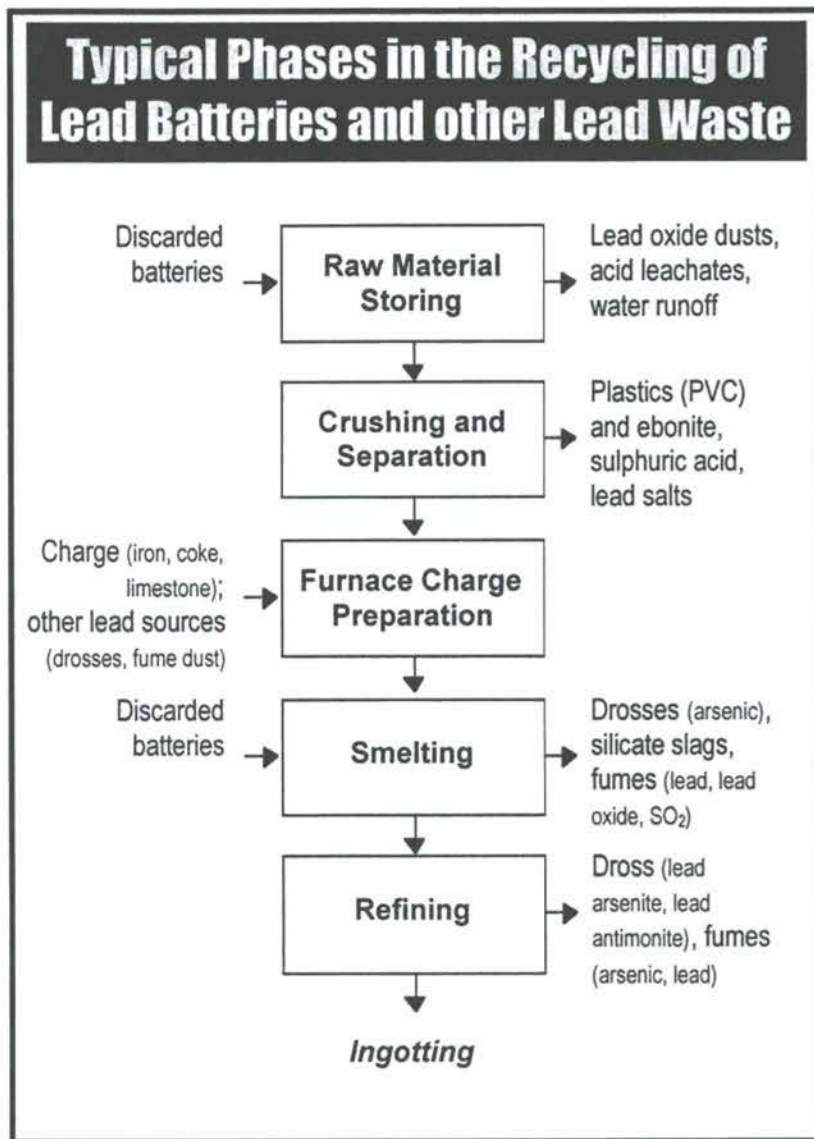 Typical Phases in the Recycling of
Lead Batteries and other Lead Waste
Discarded
batteries
Raw Material
Storing
Lead oxide dusts,
acid leachates,
water runoff
Crushing and
Separation
Plastics (PVC)
and ebonite,
sulphuric acid,
lead salts
Charge (iron, coke,
limestone);
other lead sources
(drosses, fume dust)
Furnace Charge
Preparation
Discarded
batteries
Smelting
Drosses (arsenic),
silicate slags,
fumes (lead, lead
oxide, SO₂)
Refining
Dross (lead
arsenite, lead
antimonite), fumes
(arsenic, lead)
Ingotting